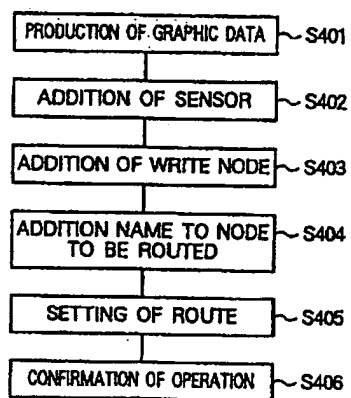 PRODUCTION OF GRAPHIC DATA ~ S401
ADDITION OF SENSOR ~ S402
ADDITION OF WRITE NODE ~ S403
ADDITION NAME TO NODE
TO BE ROUTED ~ S404
SETTING OF ROUTE ~ S405
CONFIRMATION OF OPERATION ~ S406